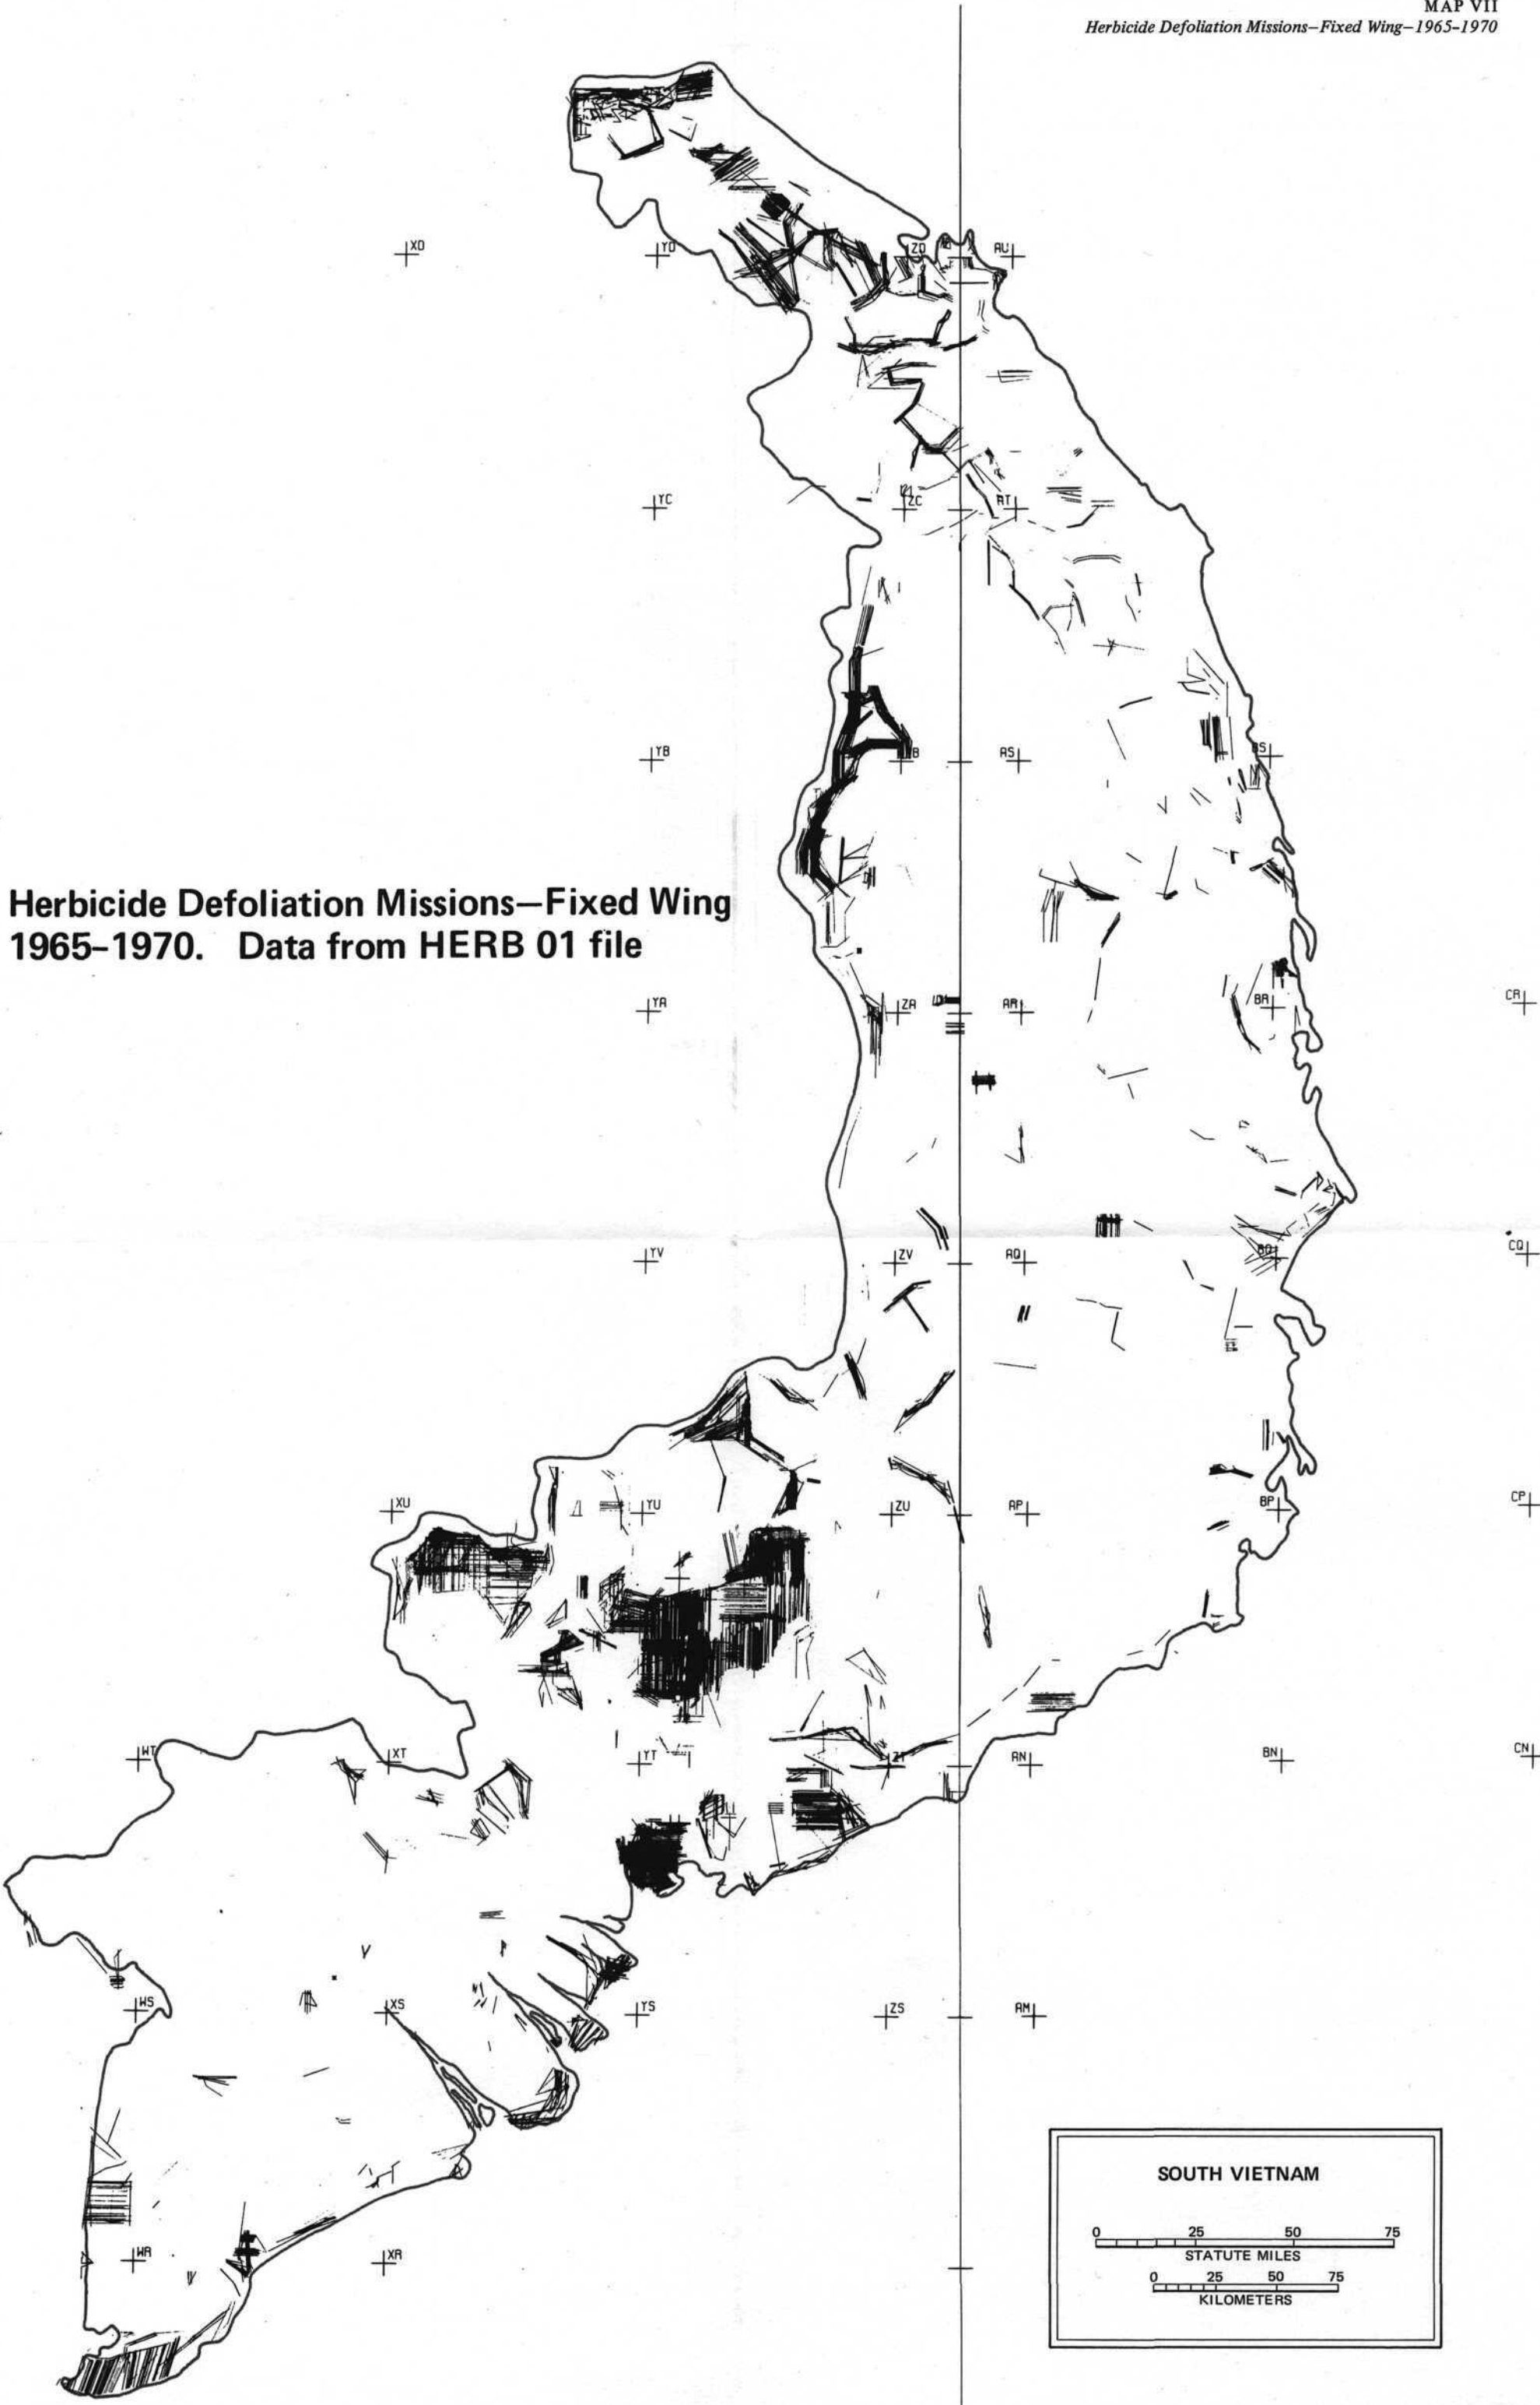 MAP VII
Herbicide Defoliation Missions—Fixed Wing—1965-1970
XD
YD
ZD
AU
YC
ZC
AT
YB
B
AS
BS
Herbicide Defoliation Missions—Fixed Wing
1965-1970. Data from HERB 01 file
YA
ZA
AR
BR
CR
YV
ZV
AQ
BQ
CQ
XU
YU
ZU
AP
BP
CP
WT
XT
YT
ZT
AN
BN
CN
WS
XS
YS
ZS
AM
SOUTH VIETNAM
0 25 50 75
STATUTE MILES
0 25 50 75
KILOMETERS
WR
XR